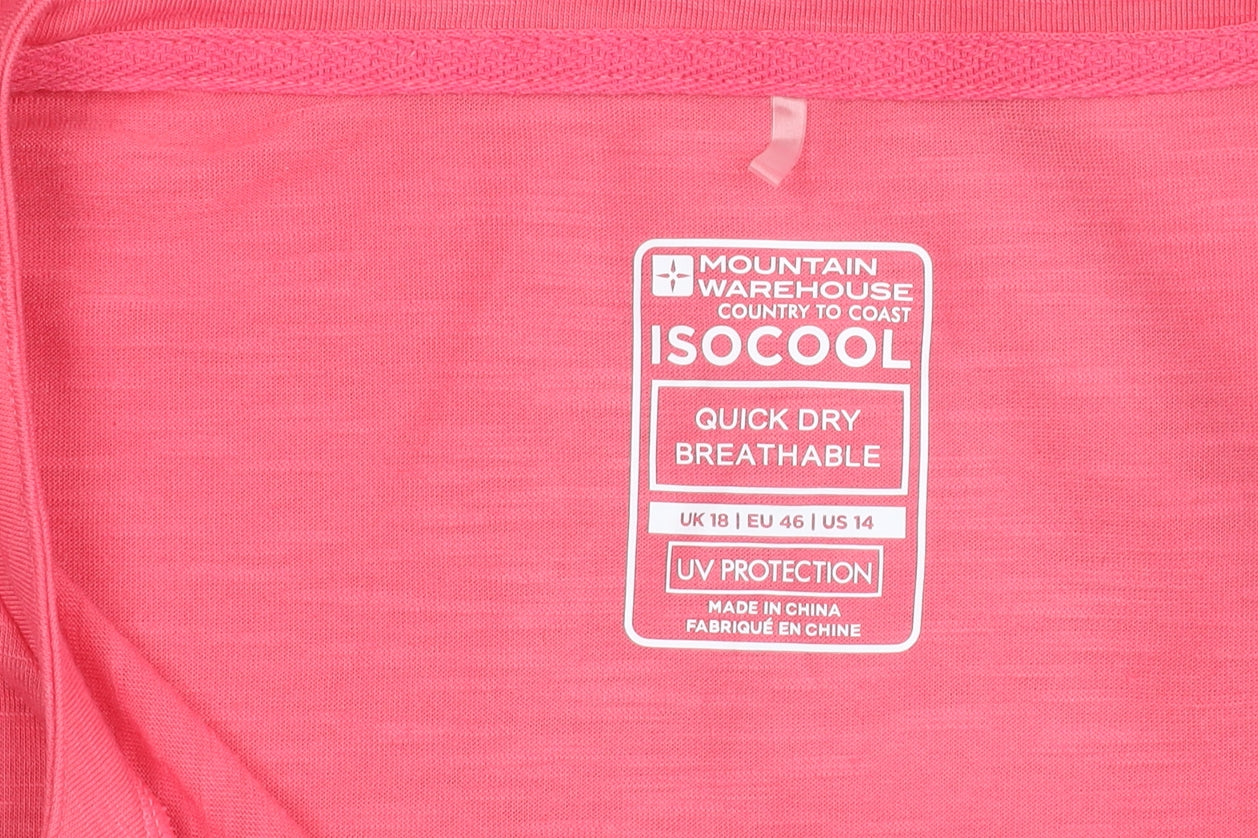 MOUNTAIN
WAREHOUSE
COUNTRY TO COAST
ISOCOOL
QUICK DRY
BREATHABLE
UK 18 | EU 46 | US 14
UV PROTECTION
MADE IN CHINA
FABRIQUÉ EN CHINE